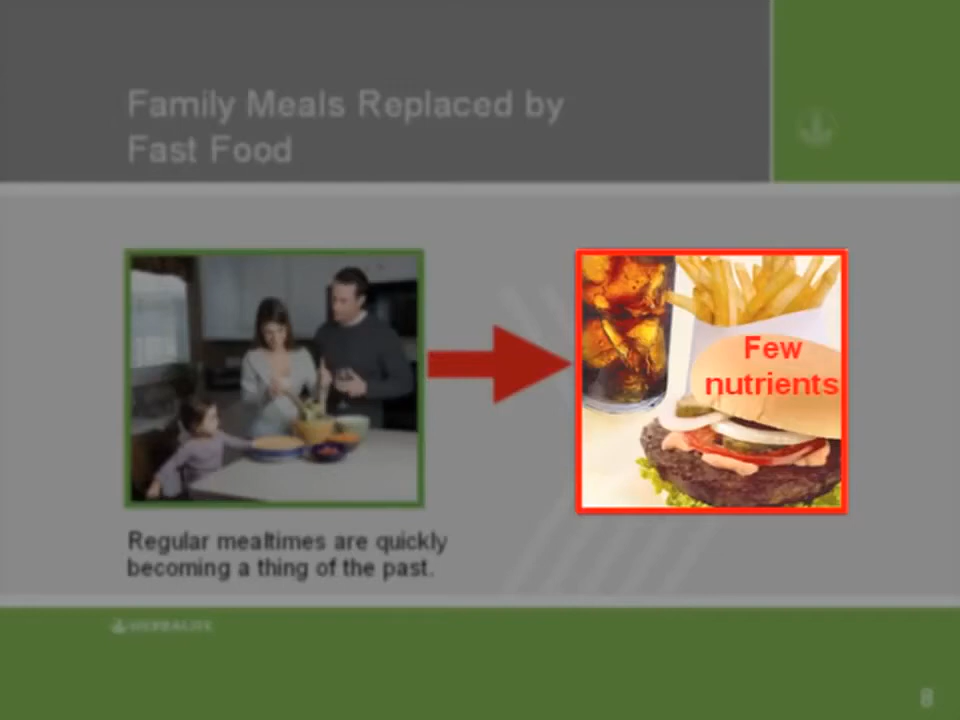 Family Meals Replaced by
Fast Food
Few
nutrients
Regular mealtimes are quickly
becoming a thing of the past.
HERBALIFE
8